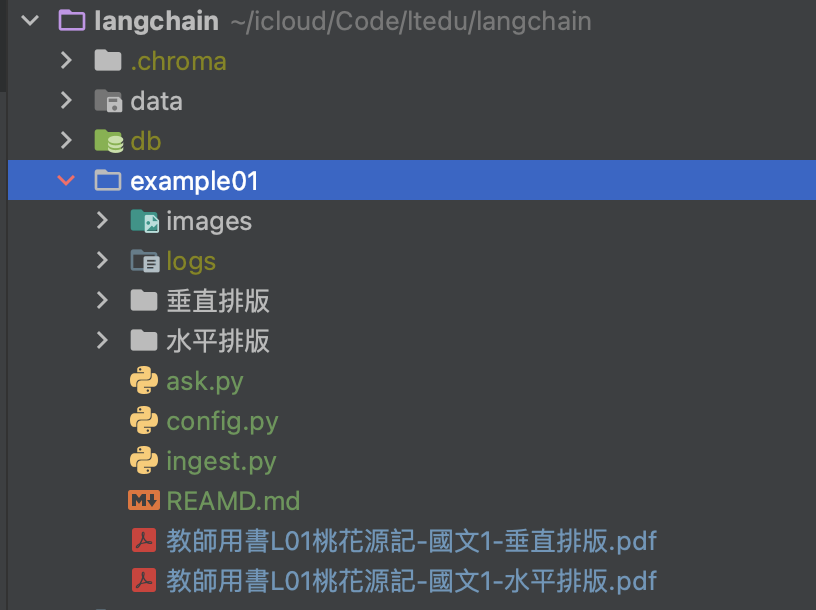 langchain ~/icloud/Code/ltedu/langchain
.chroma
data
db
example01
images
logs
垂直排版
水平排版
ask.py
config.py
ingest.py
REAMD.md
教師用書L01桃花源記-國文1-垂直排版.pdf
教師用書L01桃花源記-國文1-水平排版.pdf